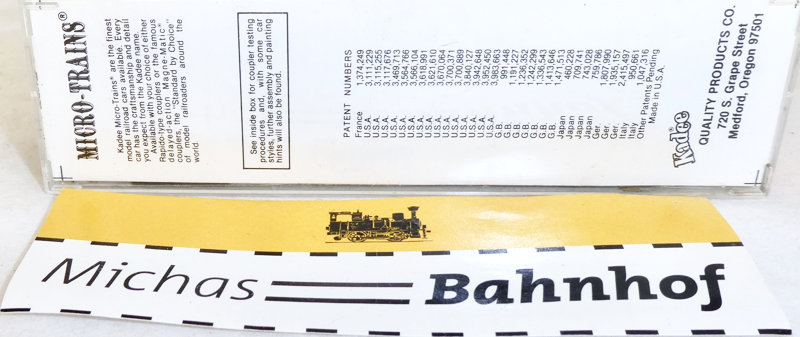 MICRO-TRAINS®
Kadee Micro-Trains® are the finest
model railroad cars available. Every
car has the craftsmanship and detail
you expect from the Kadee name.
Available with your choice of either
Rapido-type couplers or the famous
delayed-action Magne-Matic®
couplers, the "Standard by Choice"
of model railroaders around the
world.
See inside box for coupler testing
procedures and, with some car
styles, further assembly and painting
hints will also be found.
PATENT NUMBERS
France 1,374,249
U.S.A. 3,111,229
U.S.A. 3,115,255
U.S.A. 3,117,676
U.S.A. 3,469,713
U.S.A. 3,564,766
U.S.A. 3,566,104
U.S.A. 3,618,891
U.S.A. 3,621,610
U.S.A. 3,670,064
U.S.A. 3,700,371
U.S.A. 3,700,889
U.S.A. 3,840,127
U.S.A. 3,942,648
U.S.A. 3,952,450
U.S.A. 3,983,663
G.B. 991,448
G.B. 1,191,227
G.B. 1,236,352
G.B. 1,242,299
G.B. 1,336,543
G.B. 1,413,646
Japan 471,513
Japan 460,228
Japan 709,741
Japan 743,028
Ger. 759,786
Ger. 1,807,990
Ger. 1,935,157
Ger. 2,415,497
Italy 906,661
Italy 1,047,316
Other Patents Pending
Made in U.S.A.
Kadee®
QUALITY PRODUCTS CO.
720 S. Grape Street
Medford, Oregon 97501
Michas Bahnhof